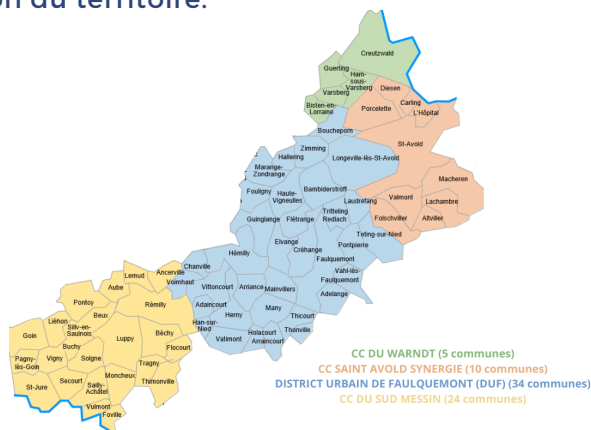 on du territoire.
Creutzwald
Guerting
Ham-
sous-
Varsberg
Varsberg
Bisten-en-
Lorraine
Diesen
Carling
Porcelette
L'Hôpital
Boucheporn
St-Avold
Zimming
Hallering
Longeville-lès-St-Avold
Marange-
Zondrange
Macheren
Fouligny
Haute-
Vigneulles
Bambiderstroff
Laudrefang
Valmont
Lachambre
Guinglange
Flétrange
Tritteling
Redlach
Folschviller
Altviller
Teting-sur-Nied
Elvange
Créhange
Pontpierre
Hémilly
Faulquemont
Chanville
Vahl-lès-
Faulquemont
Lemud
Ancerville
Voimhaut
Aube
Vittoncourt
Arriance
Mainvillers
Adelange
Pontoy
Rémilly
Adaincourt
Many
Beux
Herny
Thicourt
Liéhon
Silly-en-
Saulnois
Han-sur-
Nied
Thonville
Goin
Luppy
Béchy
Vatimont
Holacourt
Arraincourt
Buchy
Flocourt
Pagny-
lès-Goin
Vigny
Solgne
Tragny
St-Jure
Secourt
Sailly-
Achâtel
Moncheux
Thimonville
Vulmont
Foville
CC DU WARNDT (5 communes)
CC SAINT AVOLD SYNERGIE (10 communes)
DISTRICT URBAIN DE FAULQUEMONT (DUF) (34 communes)
CC DU SUD MESSIN (24 communes)